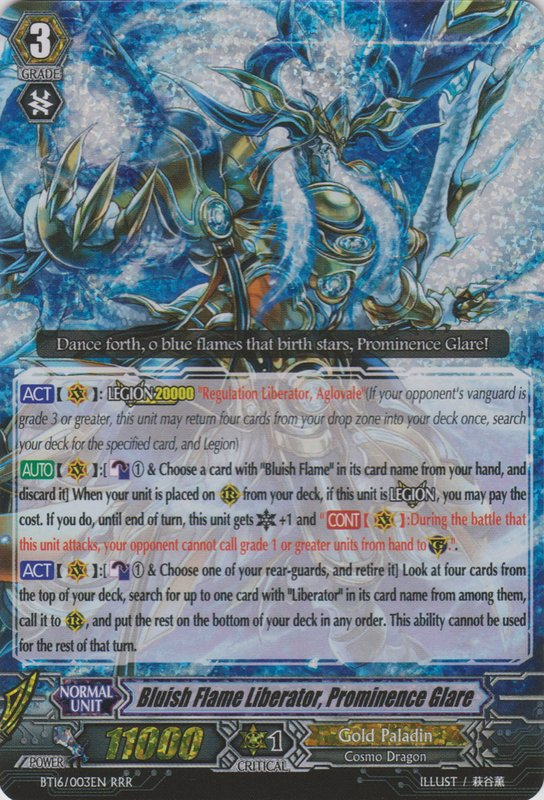 3
GRADE
Dance forth, o blue flames that birth stars, Prominence Glare!
ACT【 】: LEGION 20000 "Regulation Liberator, Aglovale"(If your opponent's vanguard is
grade 3 or greater, this unit may return four cards from your drop zone into your deck once, search
your deck for the specified card, and Legion)
AUTO【 】:[ ① & Choose a card with "Bluish Flame" in its card name from your hand, and
discard it] When your unit is placed on R from your deck, if this unit is LEGION, you may pay the
cost. If you do, until end of turn, this unit gets +1 and "CONT【 】:During the battle that
this unit attacks, your opponent cannot call grade 1 or greater units from hand to G.".
ACT【 】:[ ① & Choose one of your rear-guards, and retire it] Look at four cards from
the top of your deck, search for up to one card with "Liberator" in its card name from among them,
call it to R, and put the rest on the bottom of your deck in any order. This ability cannot be used
for the rest of that turn.
NORMAL
UNIT
Bluish Flame Liberator, Prominence Glare
POWER
11000
1
CRITICAL
Gold Paladin
Cosmo Dragon
BT16/003EN RRR
ILLUST / 萩谷薫